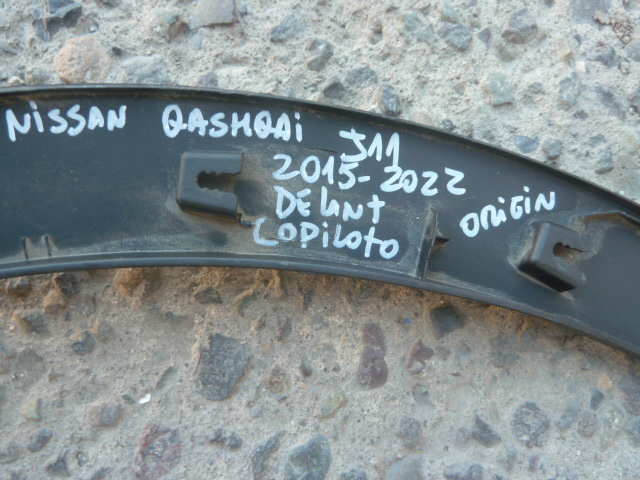 NISSAN QASHQAI J11
2015-2022
DELANT
COPILOTO
ORIGIN